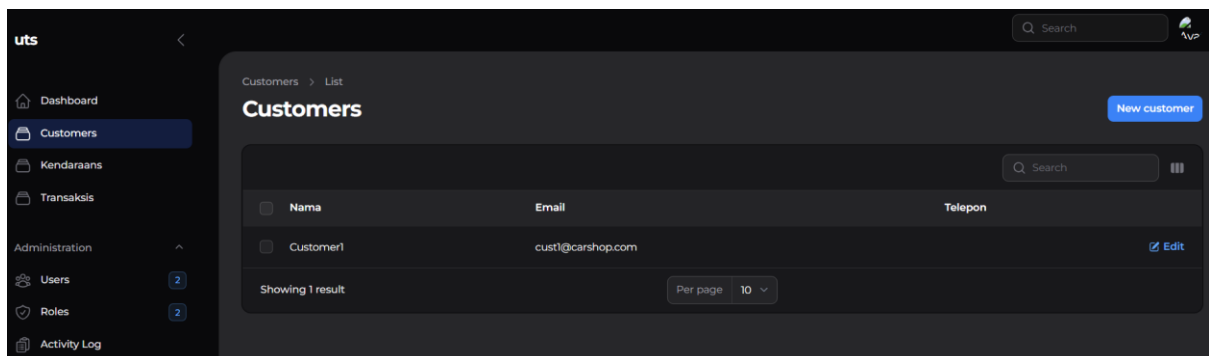 uts
Search
Dashboard
Customers
Kendaraans
Transaksis
Administration
Users 2
Roles 2
Activity Log
Customers > List
Customers
New customer
Search
Nama Email Telepon
Customer1 cust1@carshop.com Edit
Showing 1 result Per page 10